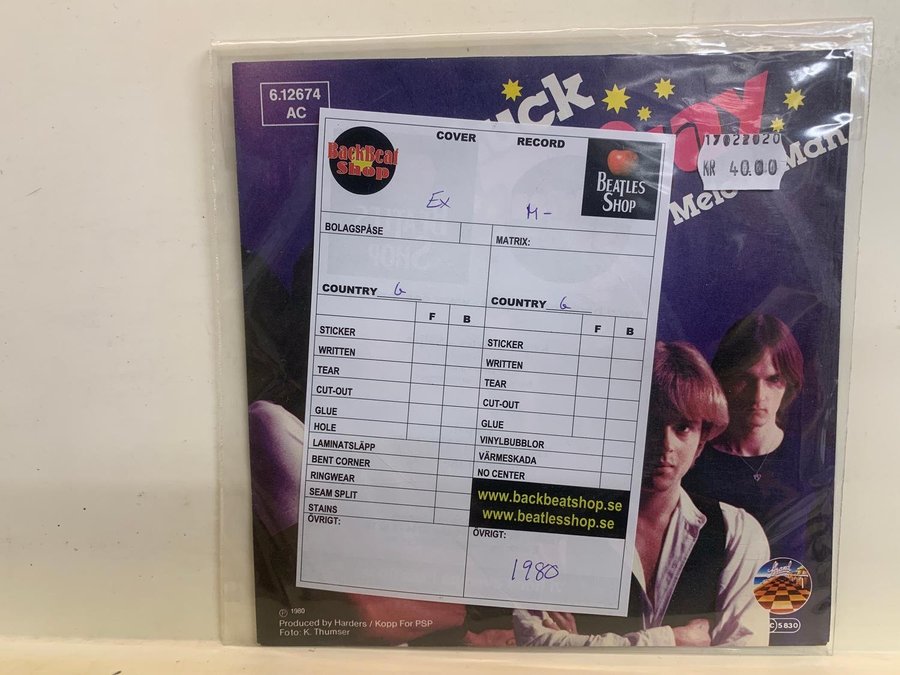 6.12674
AC
Man
17022020
KR 40.00
BackBeat
Shop
COVER
RECORD
BEATLES
SHOP
Ex
M-
BOLAGSPÅSE
MATRIX:
COUNTRY G
COUNTRY G
F B
F B
STICKER
WRITTEN
TEAR
CUT-OUT
GLUE
HOLE
LAMINATSLÄPP
BENT CORNER
RINGWEAR
SEAM SPLIT
STAINS
ÖVRIGT:
STICKER
WRITTEN
TEAR
CUT-OUT
GLUE
VINYLBUBBLOR
VÄRMESKADA
NO CENTER
www.backbeatshop.se
www.beatlesshop.se
ÖVRIGT:
1980
℗ 1980
Produced by Harders / Kopp For PSP
Foto: K. Thumser
Strand
5830